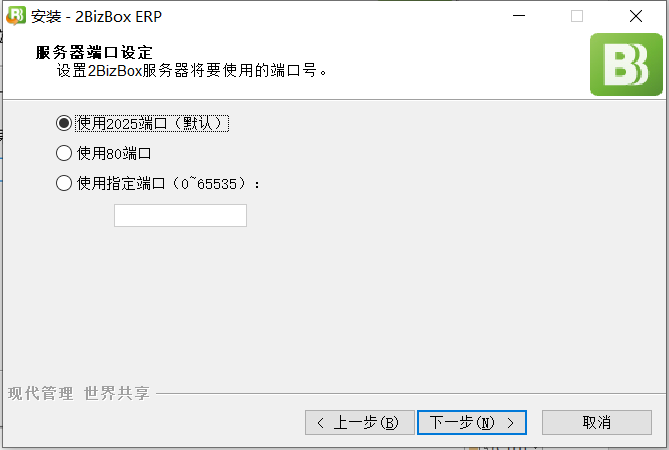 安装 - 2BizBox ERP
服务器端口设定
设置2BizBox服务器将要使用的端口号。
使用2025端口（默认）
使用80端口
使用指定端口（0~65535）：
现代管理 世界共享
< 上一步(B)
下一步(N) >
取消